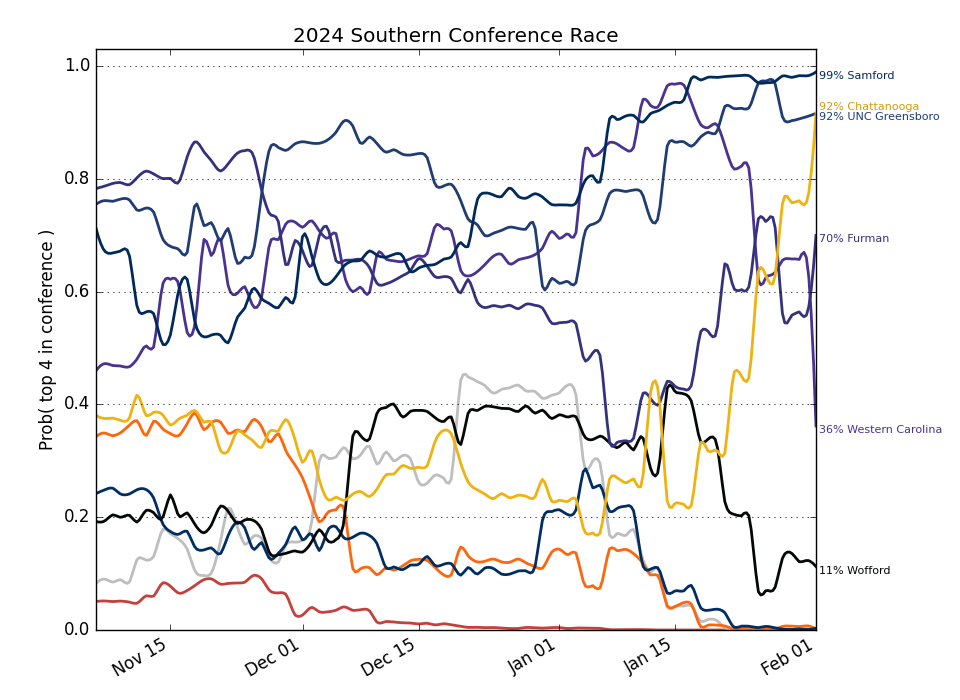 2024 Southern Conference Race
Prob( top 4 in conference )
1.0
0.8
0.6
0.4
0.2
0.0
Nov 15
Dec 01
Dec 15
Jan 01
Jan 15
Feb 01
99% Samford
92% Chattanooga
92% UNC Greensboro
70% Furman
36% Western Carolina
11% Wofford